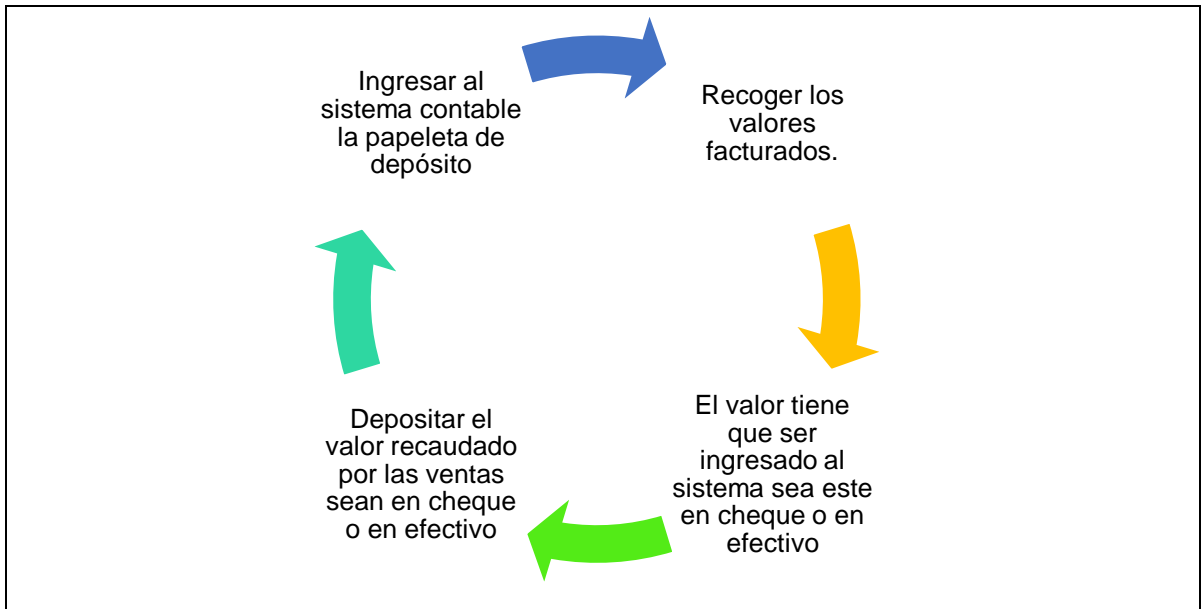 Ingresar al
sistema contable
la papeleta de
depósito
Recoger los
valores
facturados.
El valor tiene
que ser
ingresado al
sistema sea este
en cheque o en
efectivo
Depositar el
valor recaudado
por las ventas
sean en cheque
o en efectivo